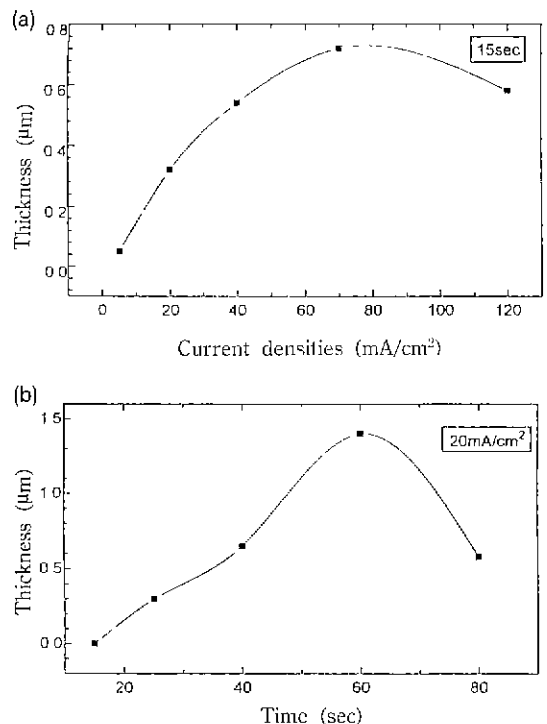 (a)
0.8
0.6
0.4
0.2
0.0
15sec
0 20 40 60 80 100 120
Thickness (μm)
Current densities (mA/cm²)
(b)
1.5
1.0
0.5
0.0
20mA/cm²
20 40 60 80
Thickness (μm)
Time (sec)